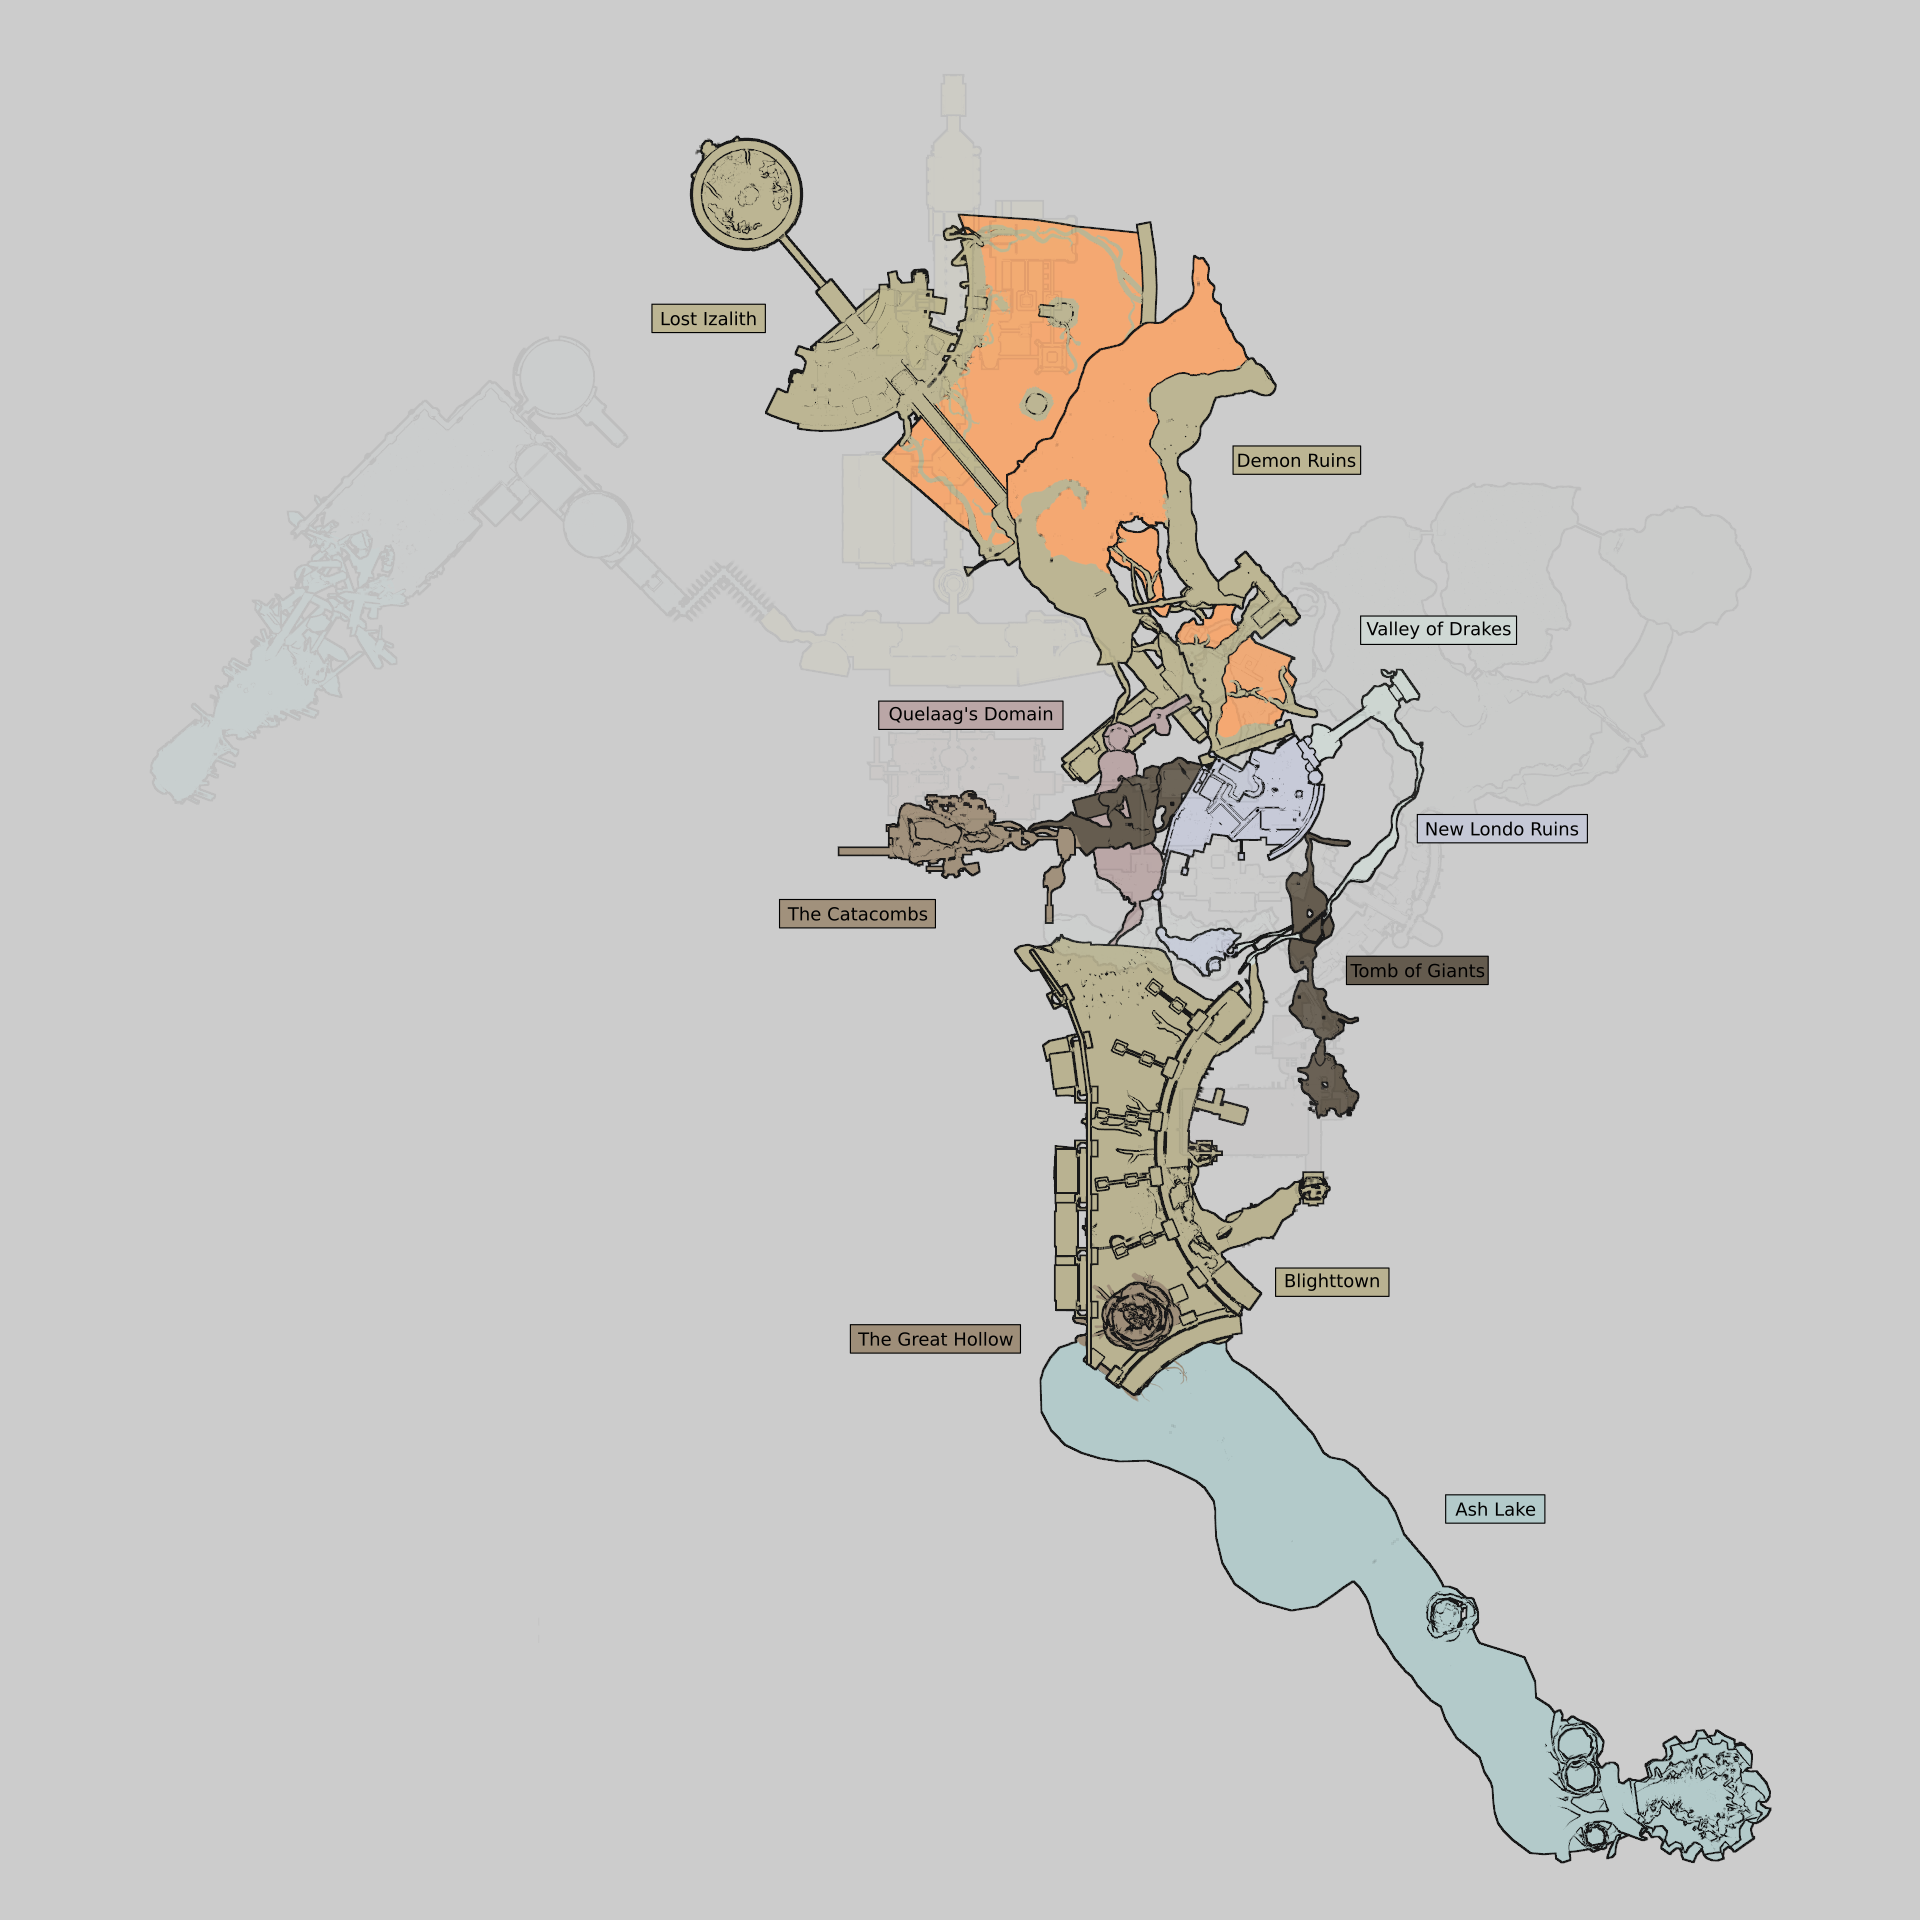 Lost Izalith
Demon Ruins
Valley of Drakes
Quelaag's Domain
New Londo Ruins
The Catacombs
Tomb of Giants
Blighttown
The Great Hollow
Ash Lake